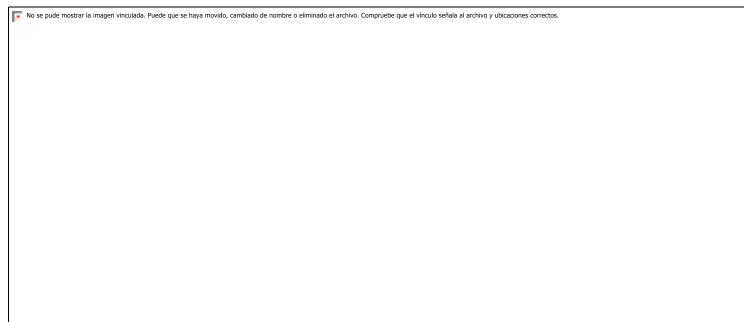 No se pude mostrar la imagen vinculada. Puede que se haya movido, cambiado de nombre o eliminado el archivo. Compruebe que el vínculo señala al archivo y ubicaciones correctos.